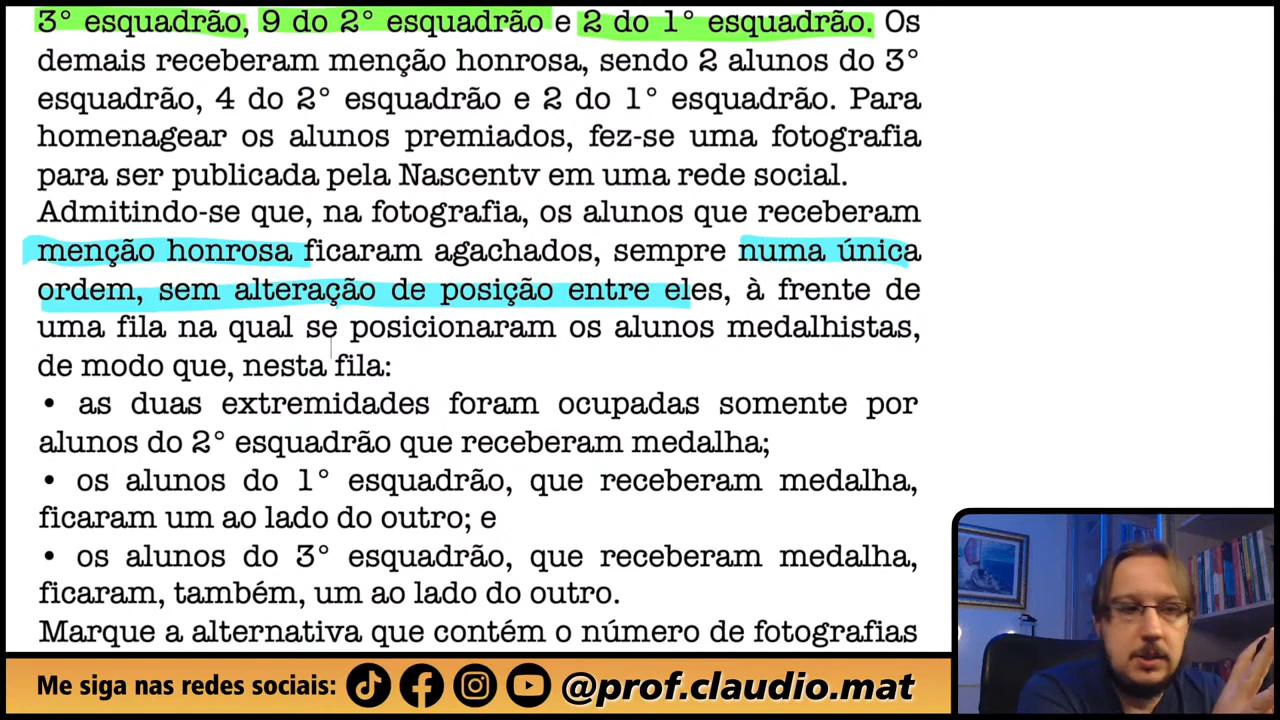 3° esquadrão, 9 do 2° esquadrão e 2 do 1° esquadrão. Os
demais receberam menção honrosa, sendo 2 alunos do 3°
esquadrão, 4 do 2° esquadrão e 2 do 1° esquadrão. Para
homenagear os alunos premiados, fez-se uma fotografia
para ser publicada pela Nascentv em uma rede social.
Admitindo-se que, na fotografia, os alunos que receberam
menção honrosa ficaram agachados, sempre numa única
ordem, sem alteração de posição entre eles, à frente de
uma fila na qual se posicionaram os alunos medalhistas,
de modo que, nesta fila:
• as duas extremidades foram ocupadas somente por
alunos do 2° esquadrão que receberam medalha;
• os alunos do 1° esquadrão, que receberam medalha,
ficaram um ao lado do outro; e
• os alunos do 3° esquadrão, que receberam medalha,
ficaram, também, um ao lado do outro.
Marque a alternativa que contém o número de fotografias
Me siga nas redes sociais: @prof.claudio.mat